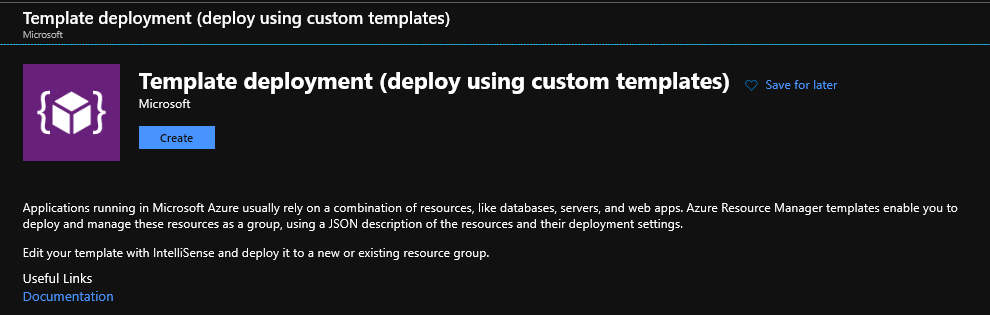 Template deployment (deploy using custom templates)
Microsoft
Template deployment (deploy using custom templates)
Save for later
Microsoft
Create
Applications running in Microsoft Azure usually rely on a combination of resources, like databases, servers, and web apps. Azure Resource Manager templates enable you to
deploy and manage these resources as a group, using a JSON description of the resources and their deployment settings.
Edit your template with IntelliSense and deploy it to a new or existing resource group.
Useful Links
Documentation